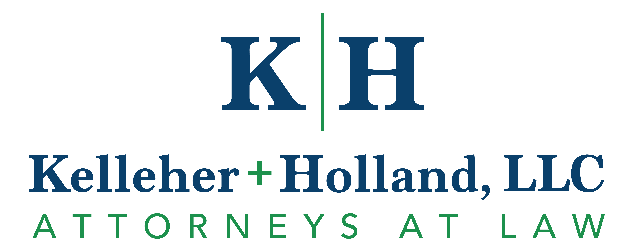 K|H
Kelleher+Holland, LLC
ATTORNEYS AT LAW